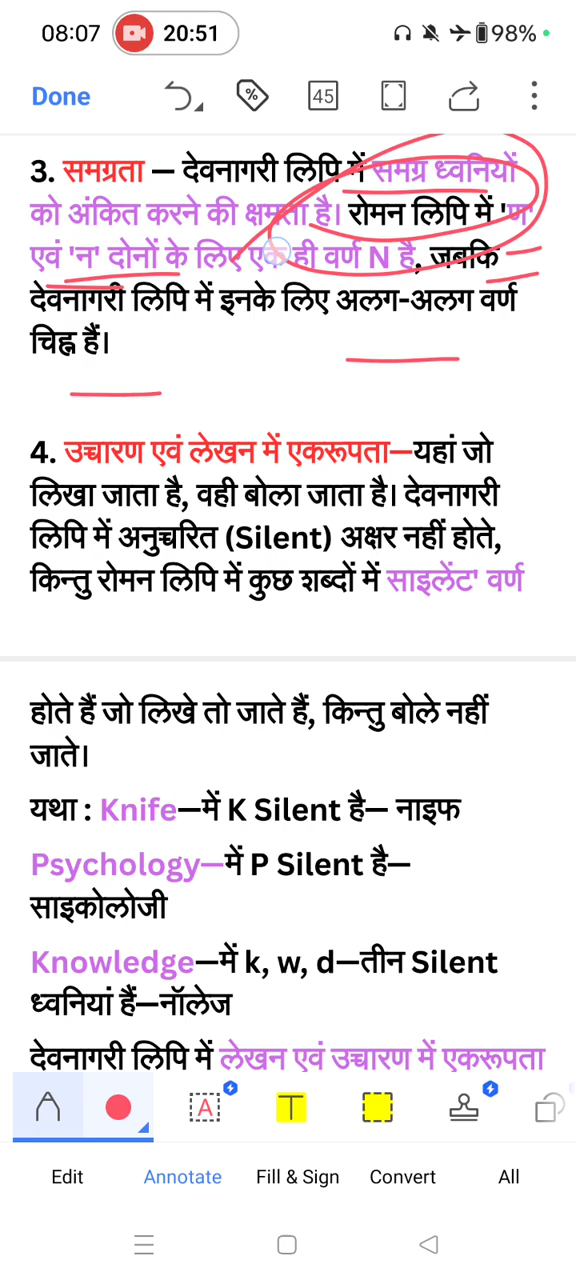 08:07 20:51 98%
Done % 45
3. समग्रता – देवनागरी लिपि में समग्र ध्वनियों
को अंकित करने की क्षमता है। रोमन लिपि में 'ण'
एवं 'न' दोनों के लिए एक ही वर्ण N है, जबकि
देवनागरी लिपि में इनके लिए अलग-अलग वर्ण
चिह्न हैं।
4. उच्चारण एवं लेखन में एकरूपता—यहां जो
लिखा जाता है, वही बोला जाता है। देवनागरी
लिपि में अनुच्चरित (Silent) अक्षर नहीं होते,
किन्तु रोमन लिपि में कुछ शब्दों में साइलेंट' वर्ण
होते हैं जो लिखे तो जाते हैं, किन्तु बोले नहीं
जाते।
यथा : Knife—में K Silent है— नाइफ
Psychology—में P Silent है—
साइकोलोजी
Knowledge—में k, w, d—तीन Silent
ध्वनियां हैं—नॉलेज
देवनागरी लिपि में लेखन एवं उच्चारण में एकरूपता
A T
Edit Annotate Fill & Sign Convert All